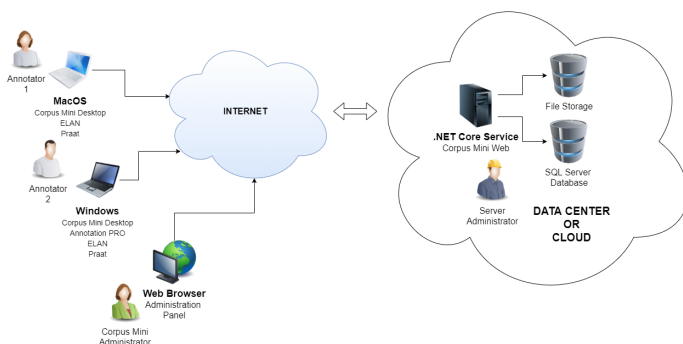 Annotator
1
MacOS
Corpus Mini Desktop
ELAN
Praat
INTERNET
Annotator
2
Windows
Corpus Mini Desktop
Annotation PRO
ELAN
Praat
Web Browser
Administration
Panel
Corpus Mini
Administrator
File Storage
.NET Core Service
Corpus Mini Web
SQL Server
Database
Server
Administrator
DATA CENTER
OR
CLOUD